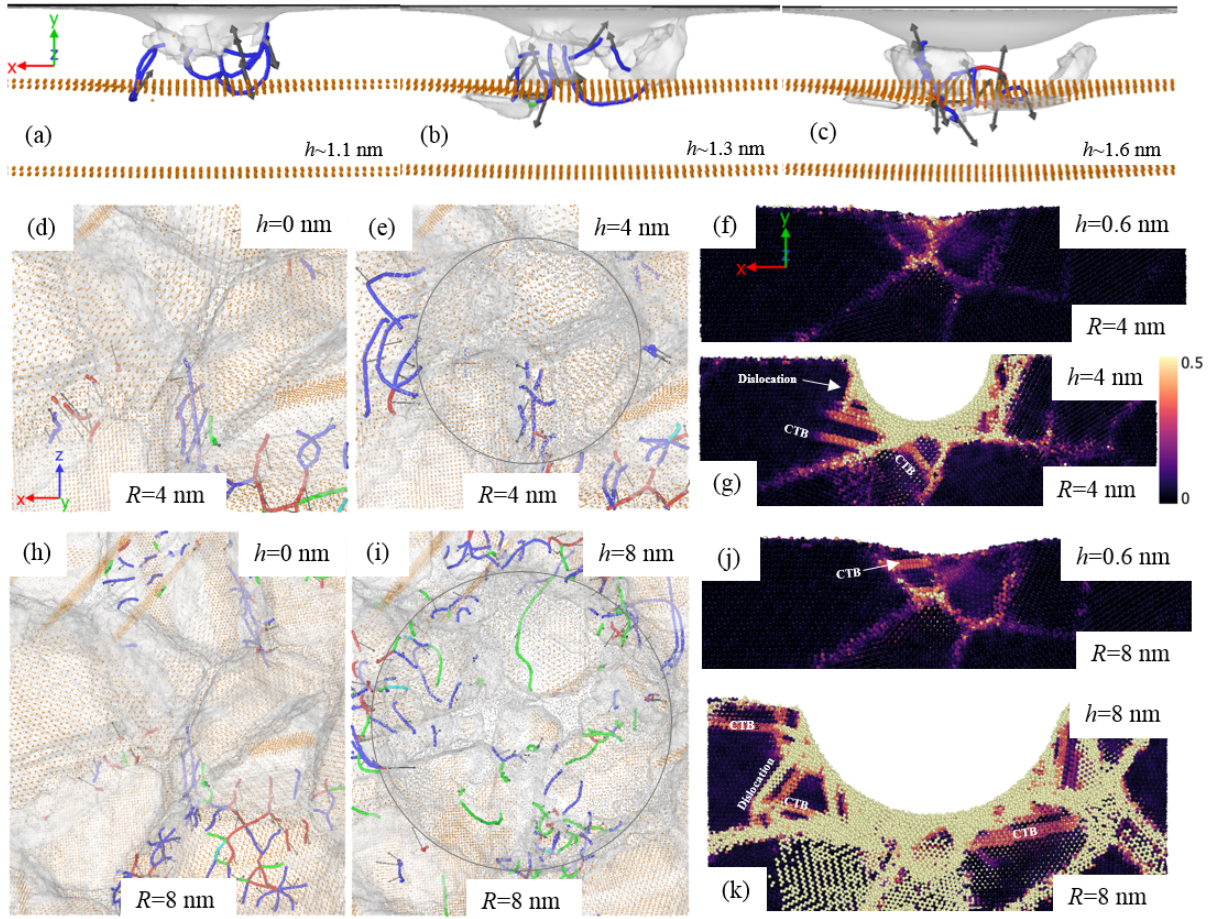 y
z
x
(a)
h~1.1 nm
(b)
h~1.3 nm
(c)
h~1.6 nm
(d)
h=0 nm
z
x
y
R=4 nm
(e)
h=4 nm
R=4 nm
(f)
y
z
x
h=0.6 nm
R=4 nm
Dislocation
CTB
CTB
h=4 nm
(g)
R=4 nm
0.5
0
(h)
h=0 nm
R=8 nm
(i)
h=8 nm
R=8 nm
(j)
CTB
h=0.6 nm
R=8 nm
CTB
Dislocation
CTB
CTB
h=8 nm
(k)
R=8 nm